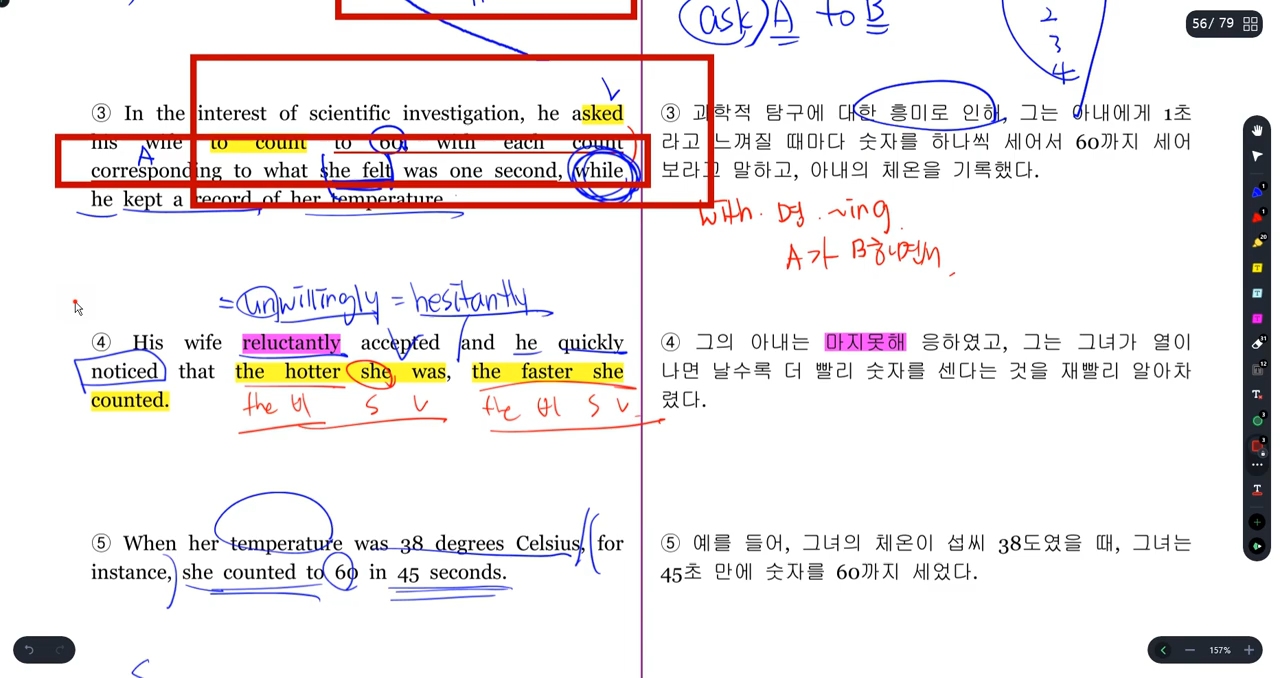 ask A to B
2
3
4
56 / 79
③ In the interest of scientific investigation, he asked
his wife to count to 60, with each count
corresponding to what she felt was one second, while
he kept a record of her temperature.
V
A
③ 과학적 탐구에 대한 흥미로 인해, 그는 아내에게 1초
라고 느껴질 때마다 숫자를 하나씩 세어서 60까지 세어
보라고 말하고, 아내의 체온을 기록했다.
with 명 ~ing
A가 B하면서
= unwillingly = hesitantly
④ His wife reluctantly accepted and he quickly
noticed that the hotter she was, the faster she
counted.
the 비 S V
the 비 S V
④ 그의 아내는 마지못해 응하였고, 그는 그녀가 열이
나면 날수록 더 빨리 숫자를 센다는 것을 재빨리 알아차
렸다.
⑤ When her temperature was 38 degrees Celsius, for
instance, she counted to 60 in 45 seconds.
⑤ 예를 들어, 그녀의 체온이 섭씨 38도였을 때, 그녀는
45초 만에 숫자를 60까지 세었다.
157%